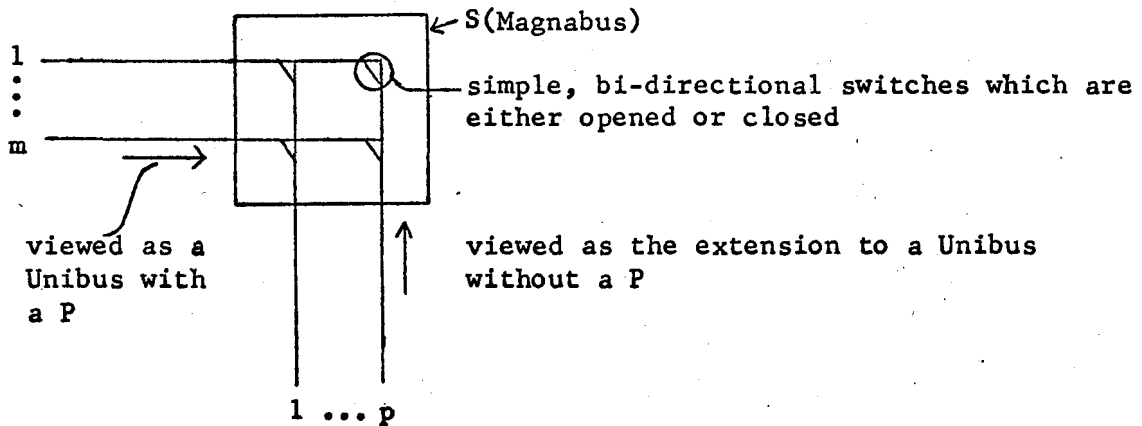 S(Magnabus)
1
⋮
m
simple, bi-directional switches which are
either opened or closed
viewed as a
Unibus with
a P
viewed as the extension to a Unibus
without a P
1 ... p